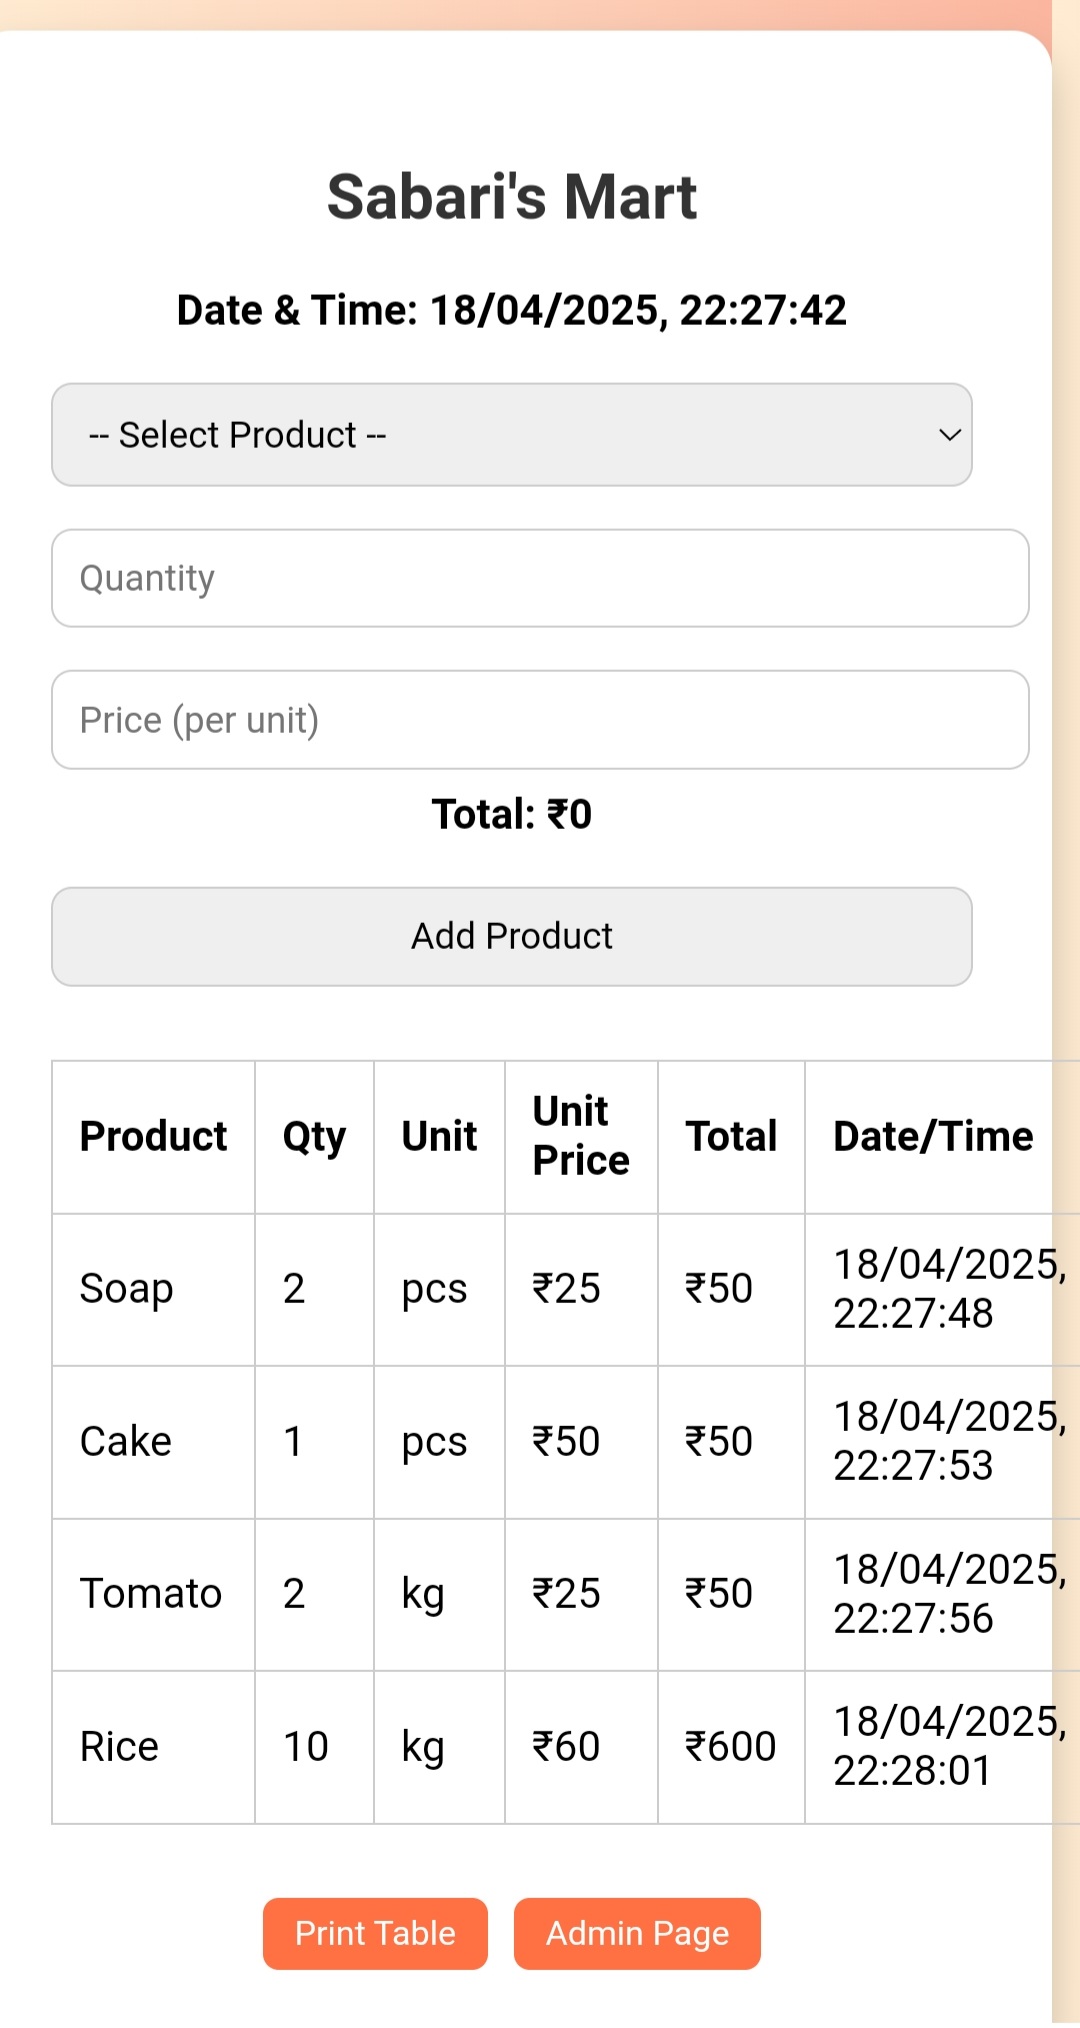 Sabari's Mart
Date & Time: 18/04/2025, 22:27:42
-- Select Product --
Quantity
Price (per unit)
Total: ₹0
Add Product
Product Qty Unit Unit Price Total Date/Time
Soap 2 pcs ₹25 ₹50 18/04/2025, 22:27:48
Cake 1 pcs ₹50 ₹50 18/04/2025, 22:27:53
Tomato 2 kg ₹25 ₹50 18/04/2025, 22:27:56
Rice 10 kg ₹60 ₹600 18/04/2025, 22:28:01
Print Table Admin Page